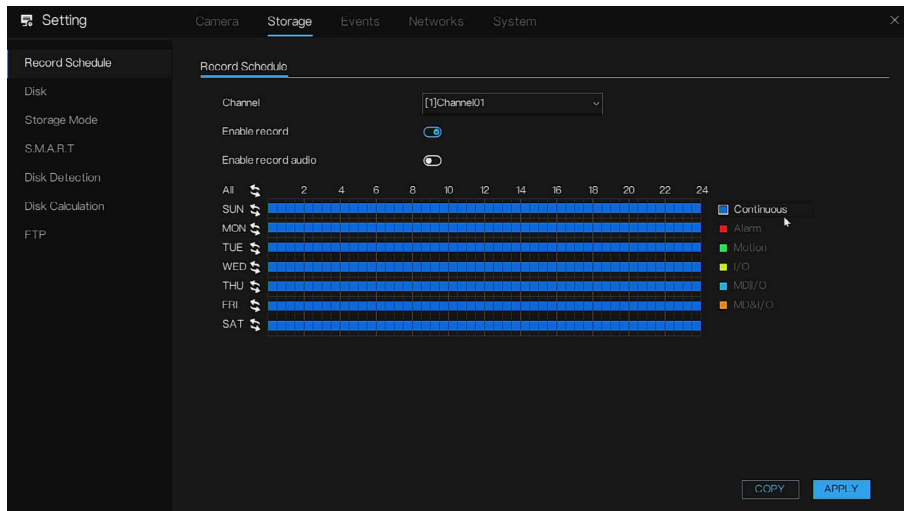 Setting Camera Storage Events Networks System
Record Schedule
Disk
Storage Mode
S.M.A.R.T
Disk Detection
Disk Calculation
FTP
Record Schedule
Channel [1]Channel01
Enable record
Enable record audio
All 2 4 6 8 10 12 14 16 18 20 22 24
SUN Continuous
MON Alarm
TUE Motion
WED I/O
THU MD|I/O
FRI MD&I/O
SAT
COPY APPLY